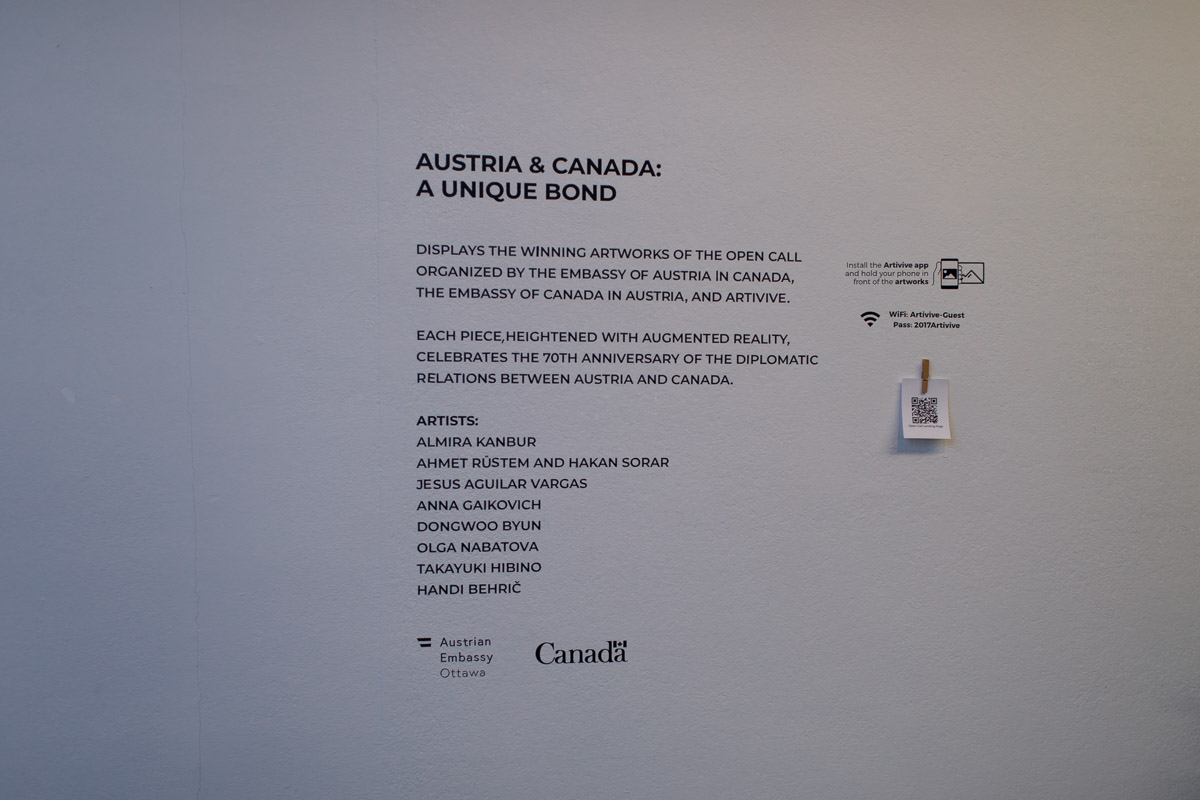 AUSTRIA & CANADA:
A UNIQUE BOND
DISPLAYS THE WINNING ARTWORKS OF THE OPEN CALL
ORGANIZED BY THE EMBASSY OF AUSTRIA IN CANADA,
THE EMBASSY OF CANADA IN AUSTRIA, AND ARTIVIVE.
EACH PIECE,HEIGHTENED WITH AUGMENTED REALITY,
CELEBRATES THE 70TH ANNIVERSARY OF THE DIPLOMATIC
RELATIONS BETWEEN AUSTRIA AND CANADA.
ARTISTS:
ALMIRA KANBUR
AHMET RÜSTEM AND HAKAN SORAR
JESUS AGUILAR VARGAS
ANNA GAIKOVICH
DONGWOO BYUN
OLGA NABATOVA
TAKAYUKI HIBINO
HANDI BEHRIČ
Austrian
Embassy
Ottawa
Canada
Install the Artivive app
and hold your phone in
front of the artworks
WiFi: Artivive-Guest
Pass: 2017Artivive